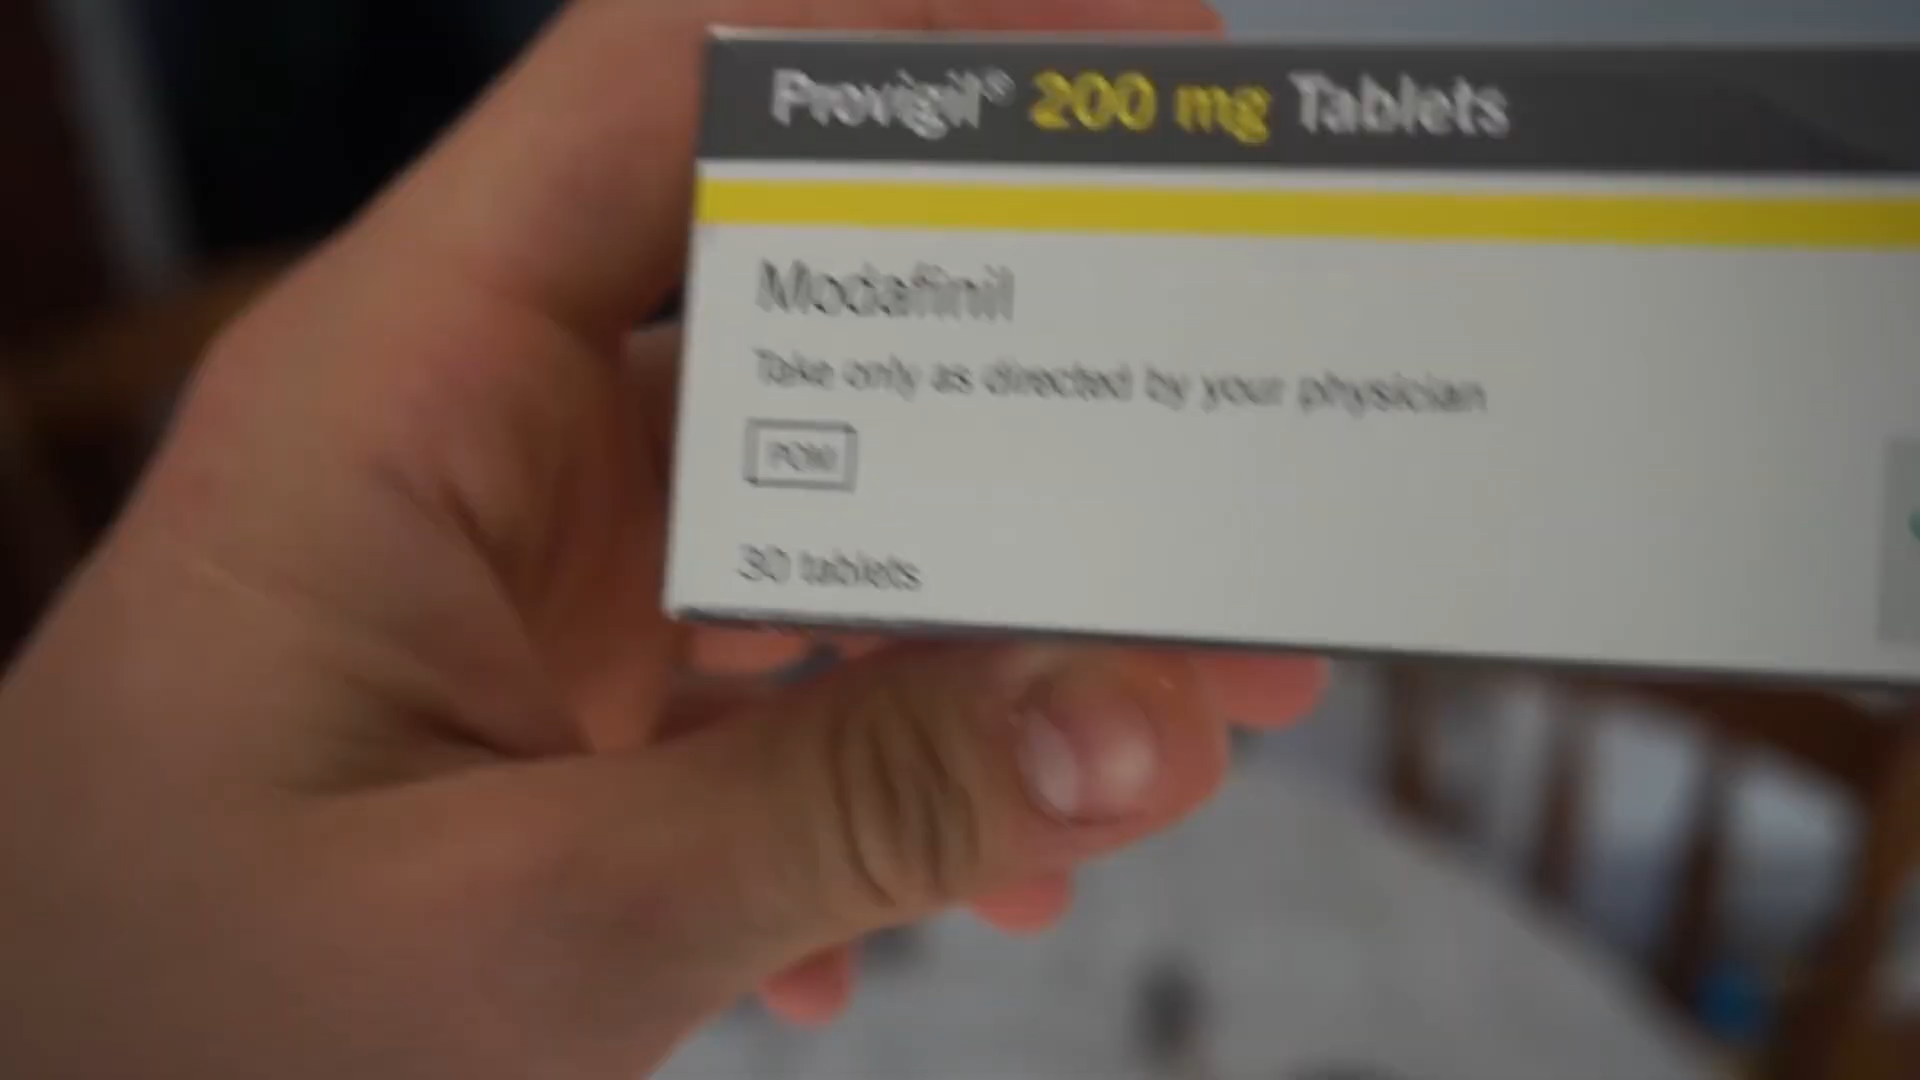 Provigil® 200 mg Tablets
Modafinil
Take only as directed by your physician
POM
30 tablets